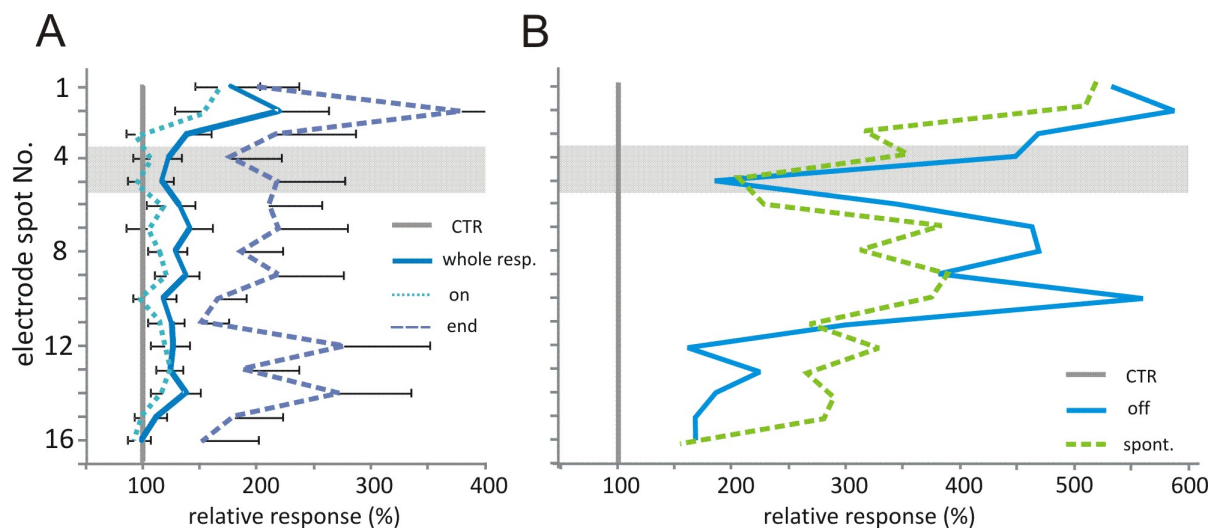 A
B
1
4
8
12
16
electrode spot No.
CTR
whole resp.
on
end
100
200
300
400
relative response (%)
CTR
off
spont.
100
200
300
400
500
600
relative response (%)